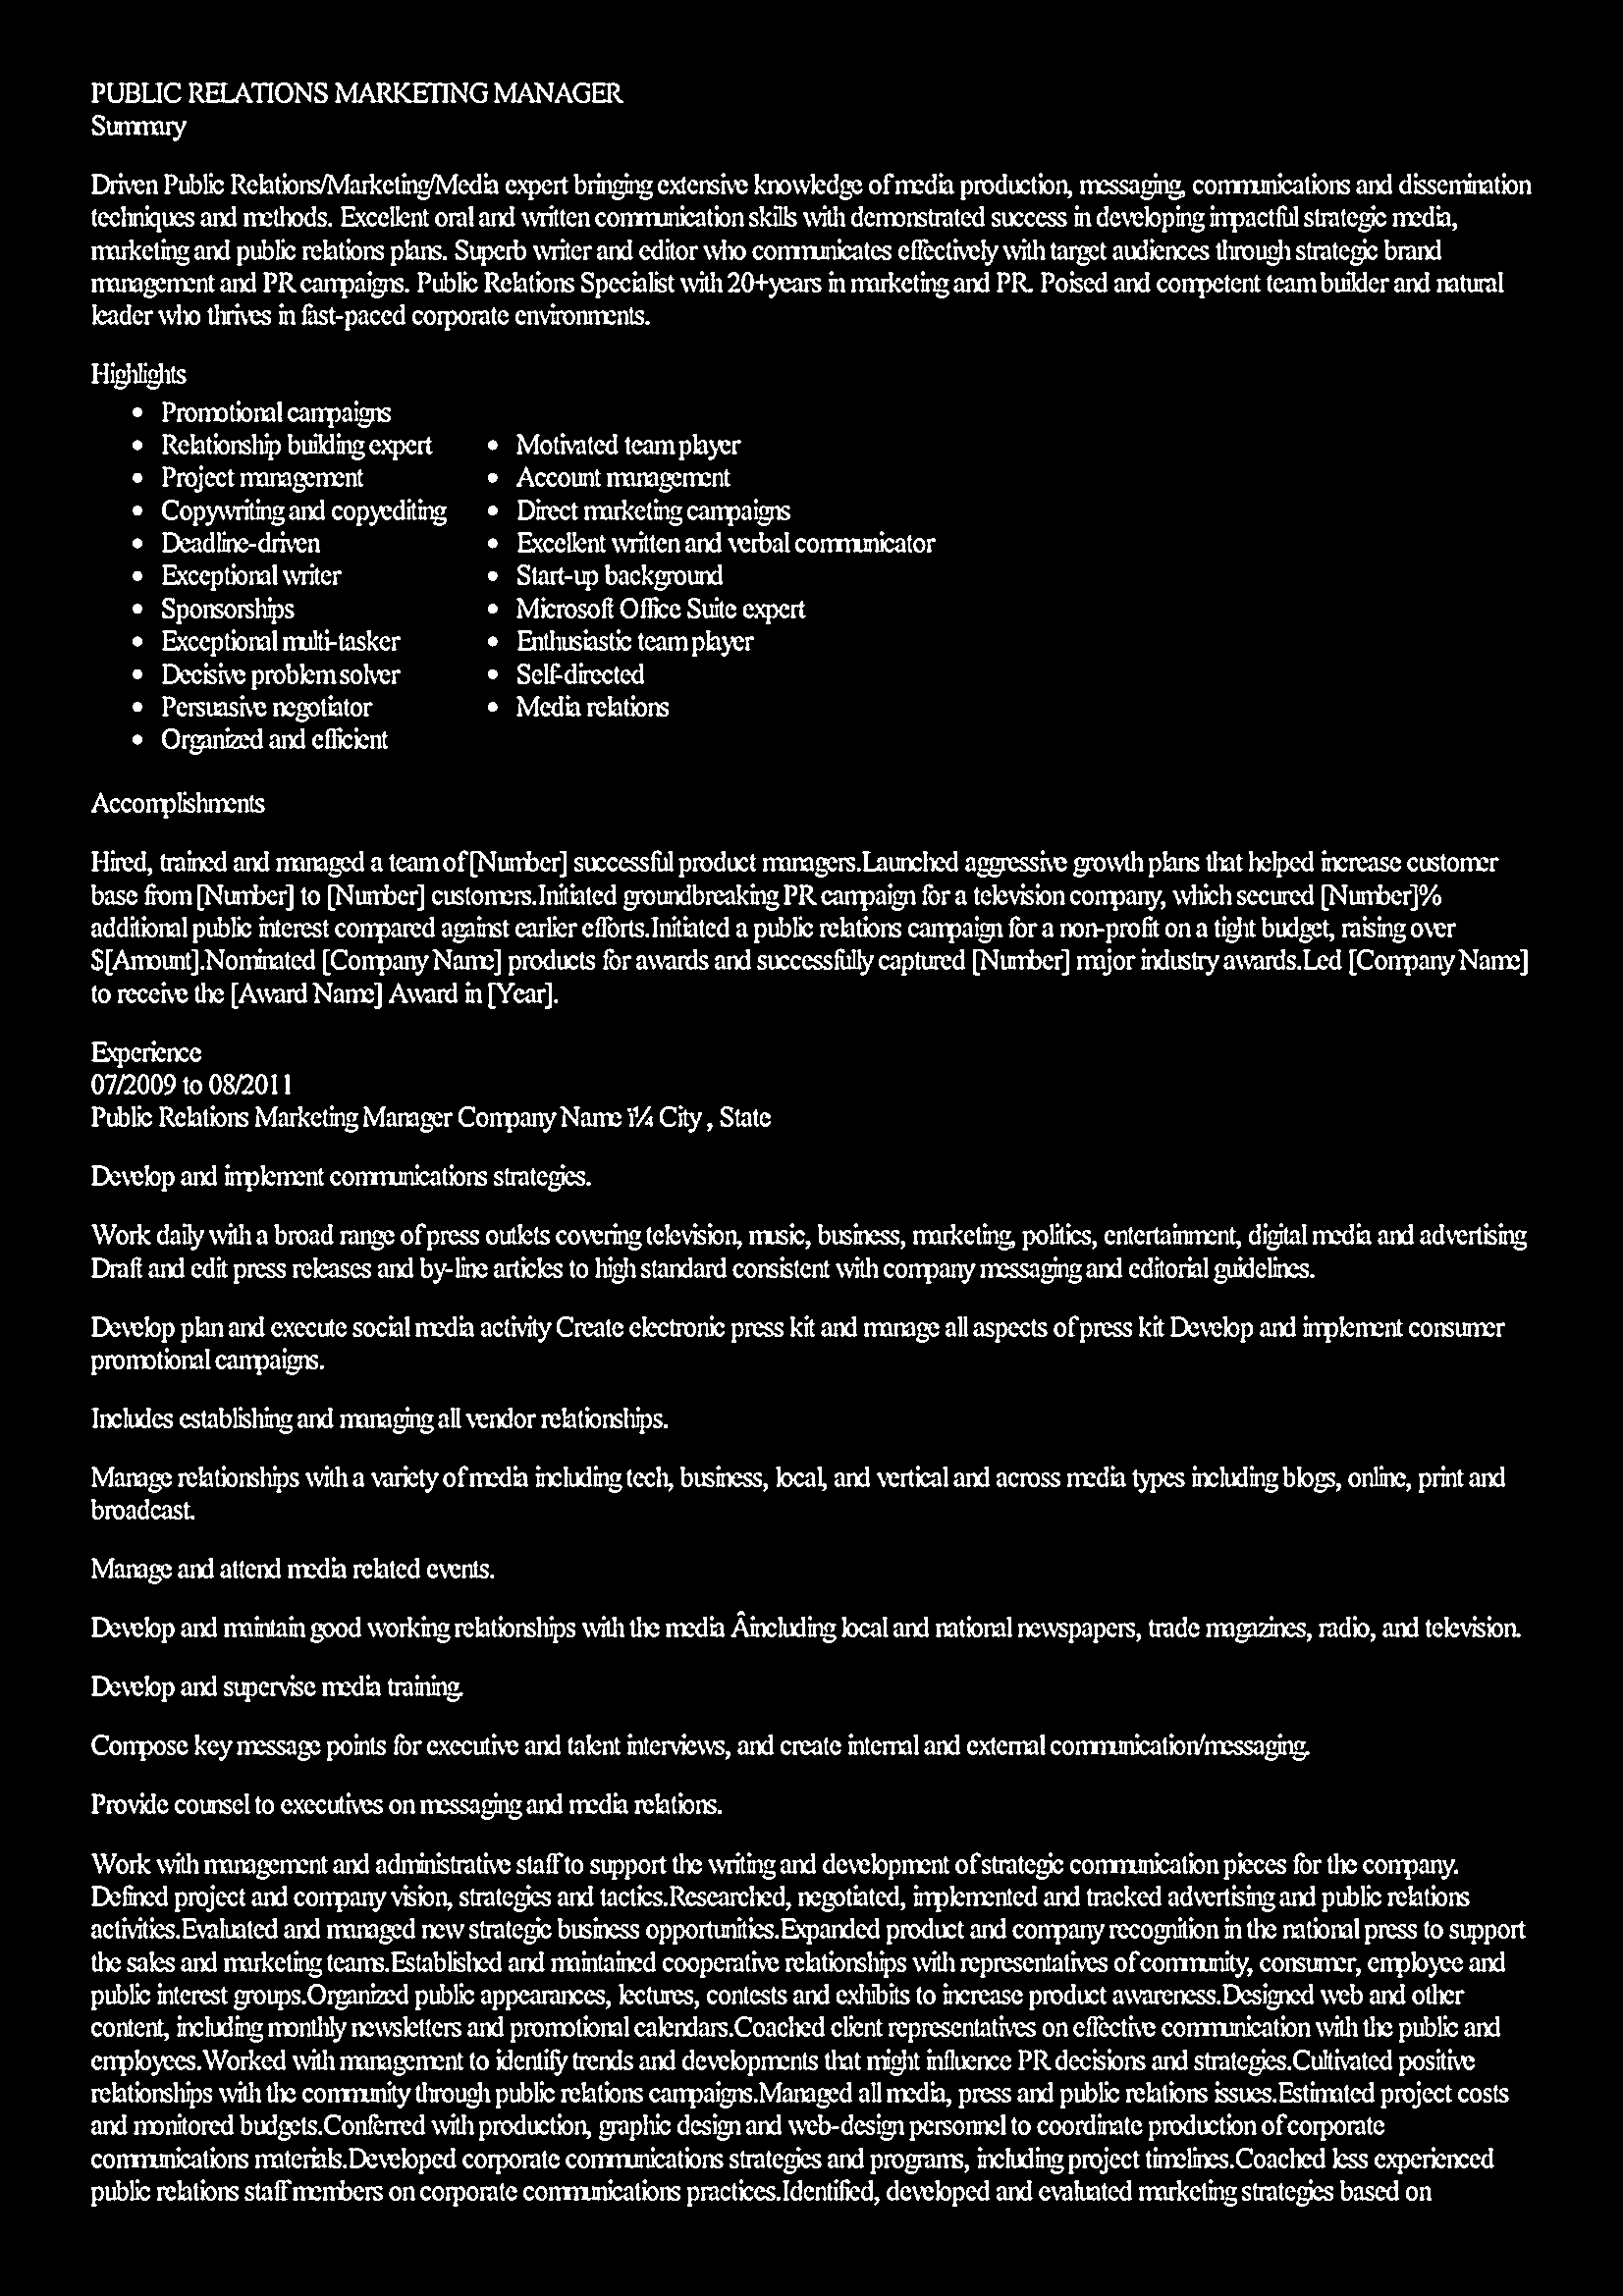 PUBLIC RELATIONS MARKETING MANAGER
Summary
Driven Public Relations/Marketing/Media expert bringing extensive knowledge of media production, messaging, communications and dissemination
techniques and methods. Excellent oral and written communication skills with demonstrated success in developing impactful strategic media,
marketing and public relations plans. Superb writer and editor who communicates effectively with target audiences through strategic brand
management and PR campaigns. Public Relations Specialist with 20+years in marketing and PR. Poised and competent team builder and natural
leader who thrives in fast-paced corporate environments.
Highlights
• Promotional campaigns
• Relationship building expert
• Project management
• Copywriting and copyediting
• Deadline-driven
• Exceptional writer
• Sponsorships
• Exceptional multi-tasker
• Decisive problem solver
• Persuasive negotiator
• Organized and efficient
• Motivated team player
• Account management
• Direct marketing campaigns
• Excellent written and verbal communicator
• Start-up background
• Microsoft Office Suite expert
• Enthusiastic team player
• Self-directed
• Media relations
Accomplishments
Hired, trained and managed a team of [Number] successful product managers.Launched aggressive growth plans that helped increase customer
base from [Number] to [Number] customers.Initiated groundbreaking PR campaign for a television company, which secured [Number]%
additional public interest compared against earlier efforts.Initiated a public relations campaign for a non-profit on a tight budget, raising over
$[Amount].Nominated [Company Name] products for awards and successfully captured [Number] major industry awards.Led [Company Name]
to receive the [Award Name] Award in [Year].
Experience
07/2009 to 08/2011
Public Relations Marketing Manager Company Name ï¼ City , State
Develop and implement communications strategies.
Work daily with a broad range of press outlets covering television, music, business, marketing, politics, entertainment, digital media and advertising
Draft and edit press releases and by-line articles to high standard consistent with company messaging and editorial guidelines.
Develop plan and execute social media activity Create electronic press kit and manage all aspects of press kit Develop and implement consumer
promotional campaigns.
Includes establishing and managing all vendor relationships.
Manage relationships with a variety of media including tech, business, local, and vertical and across media types including blogs, online, print and
broadcast.
Manage and attend media related events.
Develop and maintain good working relationships with the media Âincluding local and national newspapers, trade magazines, radio, and television.
Develop and supervise media training.
Compose key message points for executive and talent interviews, and create internal and external communication/messaging.
Provide counsel to executives on messaging and media relations.
Work with management and administrative staff to support the writing and development of strategic communication pieces for the company.
Defined project and company vision, strategies and tactics.Researched, negotiated, implemented and tracked advertising and public relations
activities.Evaluated and managed new strategic business opportunities.Expanded product and company recognition in the national press to support
the sales and marketing teams.Established and maintained cooperative relationships with representatives of community, consumer, employee and
public interest groups.Organized public appearances, lectures, contests and exhibits to increase product awareness.Designed web and other
content, including monthly newsletters and promotional calendars.Coached client representatives on effective communication with the public and
employees.Worked with management to identify trends and developments that might influence PR decisions and strategies.Cultivated positive
relationships with the community through public relations campaigns.Managed all media, press and public relations issues.Estimated project costs
and monitored budgets.Conferred with production, graphic design and web-design personnel to coordinate production of corporate
communications materials.Developed corporate communications strategies and programs, including project timelines.Coached less experienced
public relations staff members on corporate communications practices.Identified, developed and evaluated marketing strategies based on